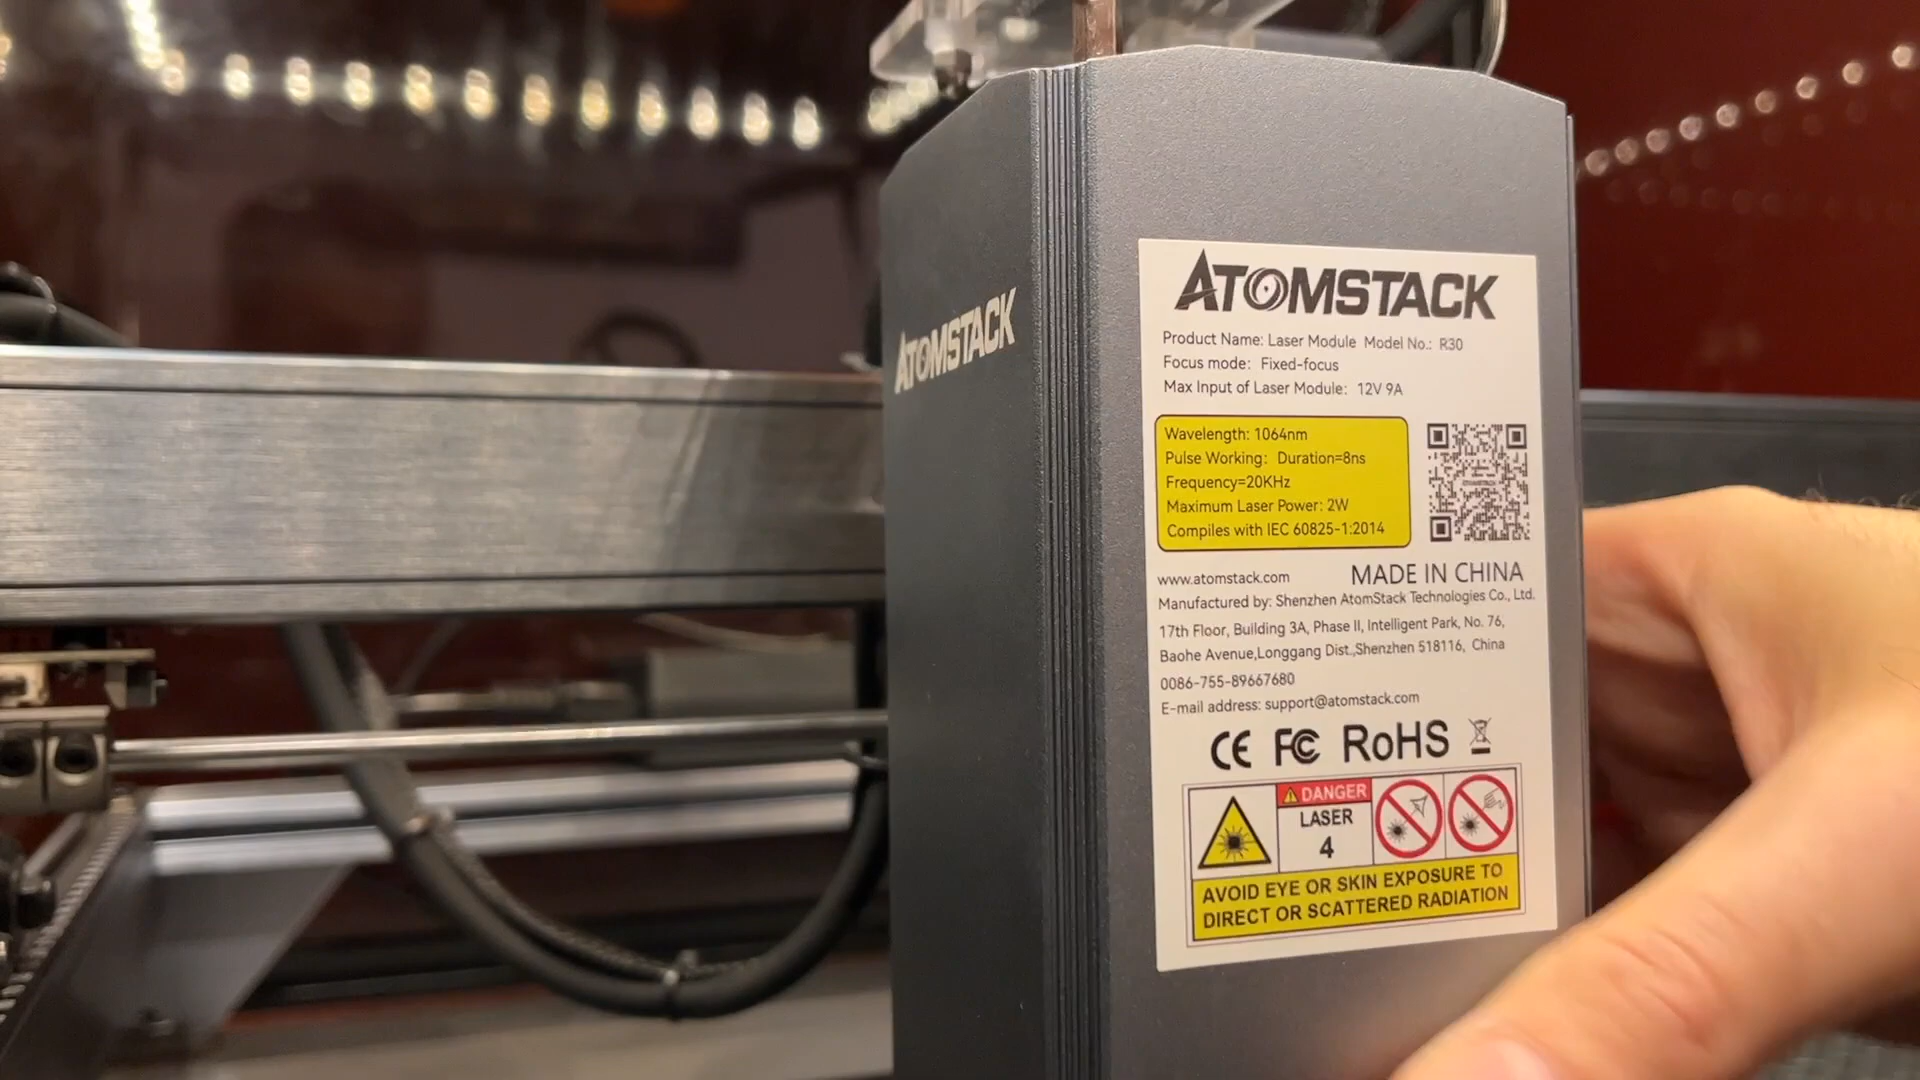 ATOMSTACK
ATOMSTACK
Product Name: Laser Module Model No.: R30
Focus mode: Fixed-focus
Max Input of Laser Module: 12V 9A
Wavelength: 1064nm
Pulse Working: Duration=8ns
Frequency=20KHz
Maximum Laser Power: 2W
Compiles with IEC 60825-1:2014
www.atomstack.com MADE IN CHINA
Manufactured by: Shenzhen AtomStack Technologies Co., Ltd.
17th Floor, Building 3A, Phase II, Intelligent Park, No. 76,
Baohe Avenue,Longgang Dist.,Shenzhen 518116, China
0086-755-89667680
E-mail address: support@atomstack.com
CE FC RoHS
DANGER
LASER
4
AVOID EYE OR SKIN EXPOSURE TO
DIRECT OR SCATTERED RADIATION